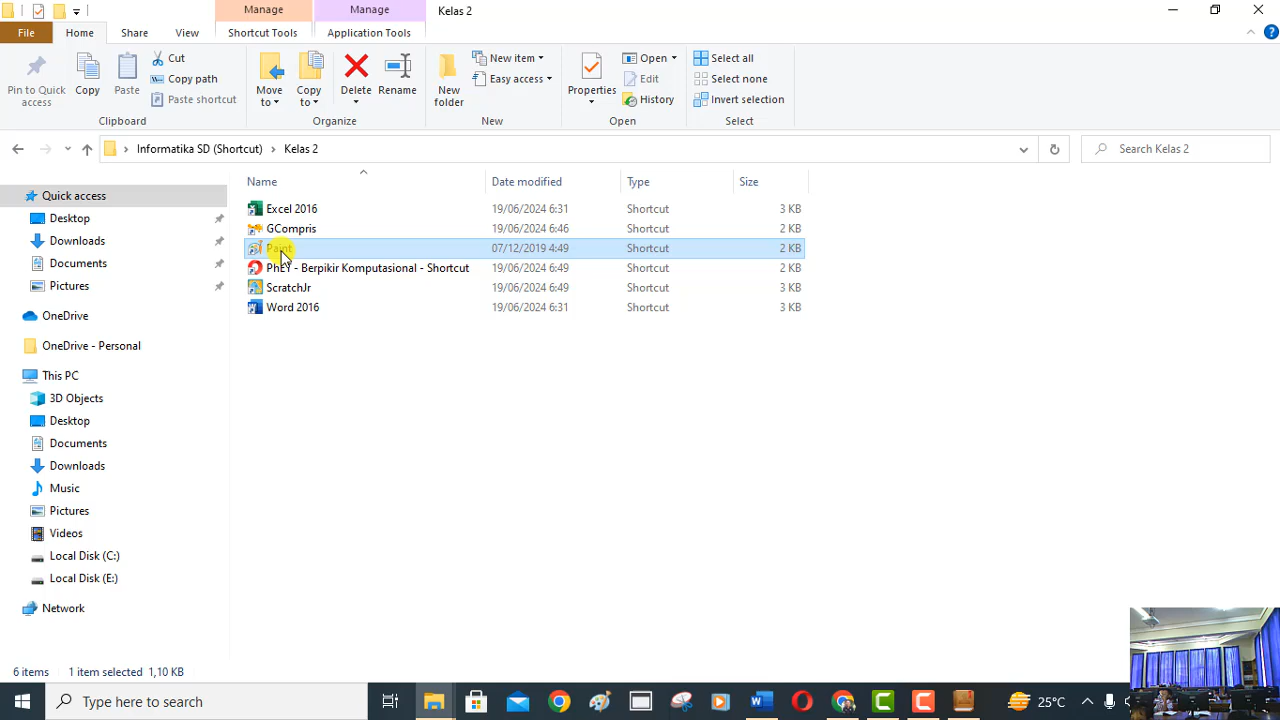 Manage Manage Kelas 2
File Home Share View Shortcut Tools Application Tools
Pin to Quick access
Copy
Paste
Cut
Copy path
Paste shortcut
Clipboard
Move to
Copy to
Delete
Rename
Organize
New folder
New item
Easy access
New
Properties
Open
Edit
History
Open
Select all
Select none
Invert selection
Select
Informatika SD (Shortcut) Kelas 2 Search Kelas 2
Name Date modified Type Size
Excel 2016 19/06/2024 6:31 Shortcut 3 KB
GCompris 19/06/2024 6:46 Shortcut 2 KB
Paint 07/12/2019 4:49 Shortcut 2 KB
PhET - Berpikir Komputasional - Shortcut 19/06/2024 6:49 Shortcut 2 KB
ScratchJr 19/06/2024 6:49 Shortcut 3 KB
Word 2016 19/06/2024 6:31 Shortcut 3 KB
Quick access
Desktop
Downloads
Documents
Pictures
OneDrive
OneDrive - Personal
This PC
3D Objects
Desktop
Documents
Downloads
Music
Pictures
Videos
Local Disk (C:)
Local Disk (E:)
Network
6 items 1 item selected 1,10 KB
Type here to search 25°C